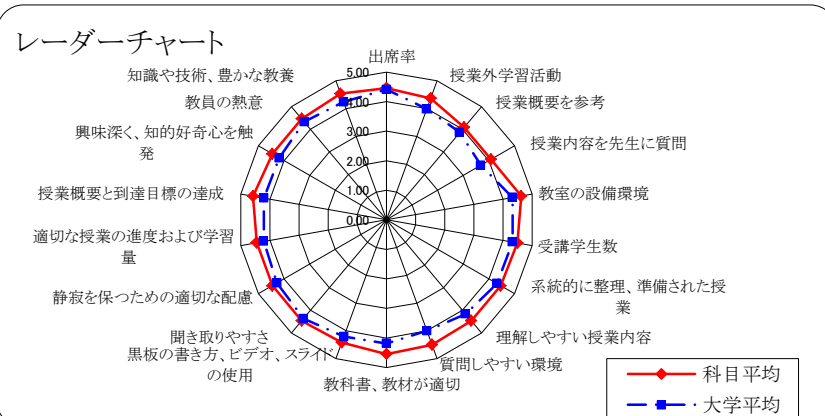 レーダーチャート
出席率
授業外学習活動
授業概要を参考
授業内容を先生に質問
教室の設備環境
受講学生数
系統的に整理、準備された授
業
理解しやすい授業内容
質問しやすい環境
教科書、教材が適切
黒板の書き方、ビデオ、スライド
の使用
聞き取りやすさ
静寂を保つための適切な配慮
適切な授業の進度および学習
量
授業概要と到達目標の達成
興味深く、知的好奇心を触
発
教員の熱意
知識や技術、豊かな教養
5.00
4.00
3.00
2.00
1.00
0.00
科目平均
大学平均